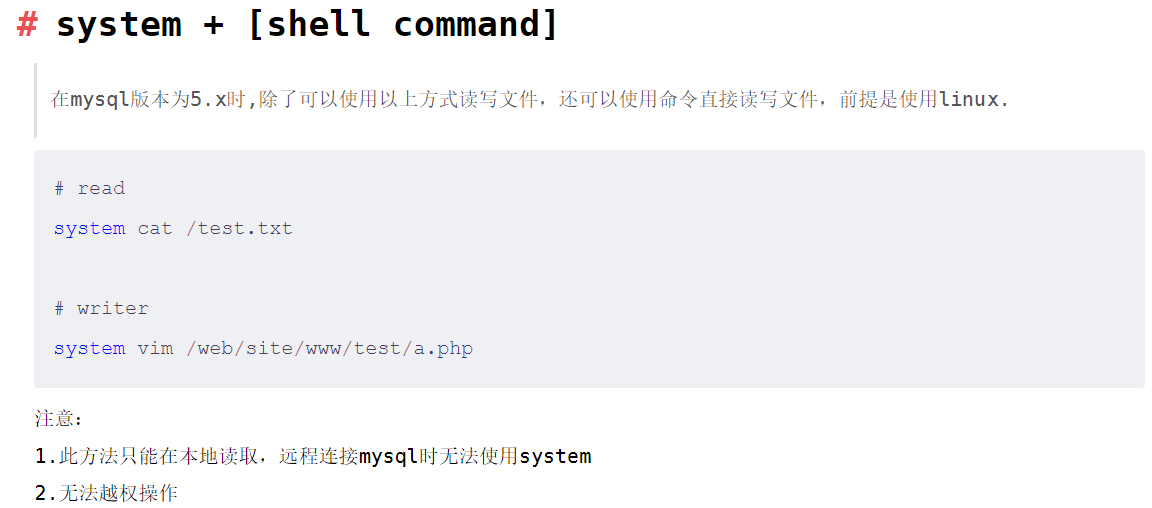 # system + [shell command]
在mysql版本为5.x时,除了可以使用以上方式读写文件，还可以使用命令直接读写文件，前提是使用linux.
# read
system cat /test.txt
# writer
system vim /web/site/www/test/a.php
注意：
1.此方法只能在本地读取，远程连接mysql时无法使用system
2.无法越权操作